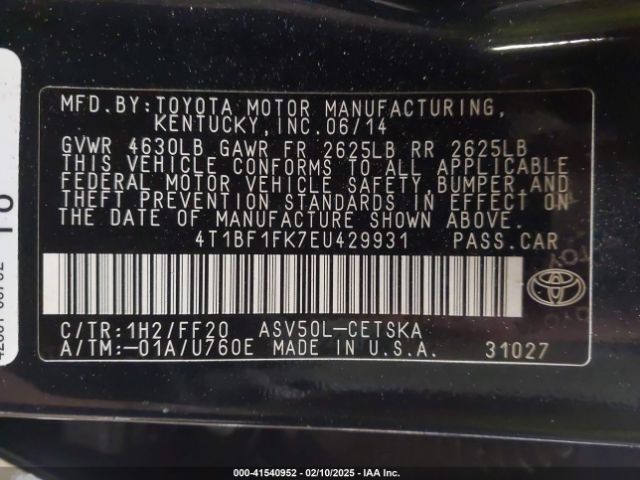 MFD.BY:TOYOTA MOTOR MANUFACTURING,
KENTUCKY,INC.06/14
GVWR 4630LB GAWR FR 2625LB RR 2625LB
THIS VEHICLE CONFORMS TO ALL APPLICABLE
FEDERAL MOTOR VEHICLE SAFETY,BUMPER,AND
THEFT PREVENTION STANDARDS IN EFFECT ON
THE DATE OF MANUFACTURE SHOWN ABOVE.
4T1BF1FK7EU429931 PASS.CAR
C/TR:1H2/FF20 ASV50L-CETSKA
A/TM:-01A/U760E MADE IN U.S.A. 31027
000-41540952 - 02/10/2025 - IAA